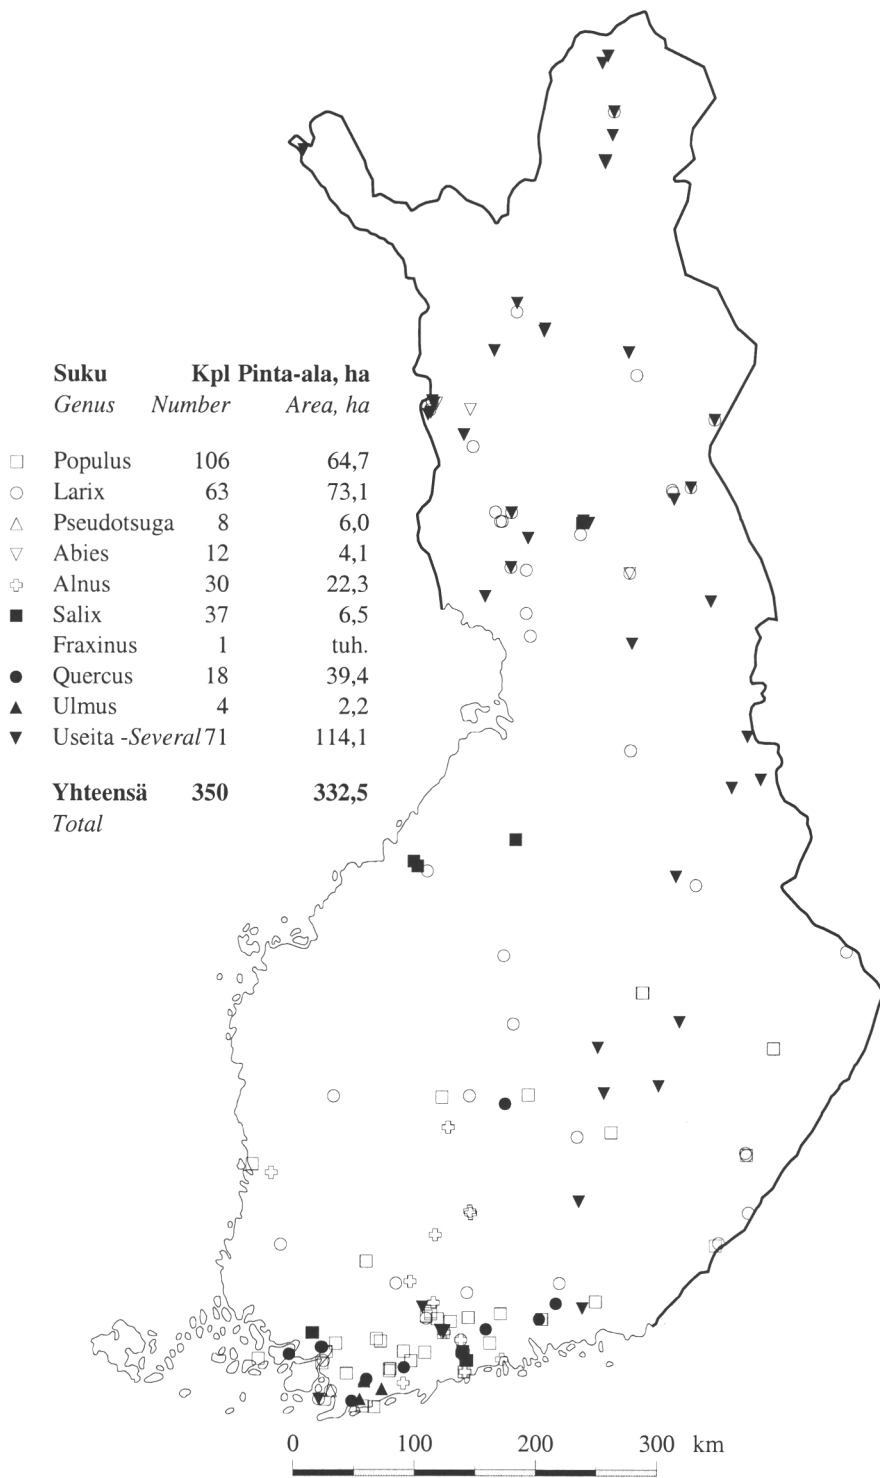 Suku Kpl Pinta-ala, ha
Genus Number Area, ha
Populus 106 64,7
Larix 63 73,1
Pseudotsuga 8 6,0
Abies 12 4,1
Alnus 30 22,3
Salix 37 6,5
Fraxinus 1 tuh.
Quercus 18 39,4
Ulmus 4 2,2
Useita -Several 71 114,1
Yhteensä 350 332,5
Total
0 100 200 300 km